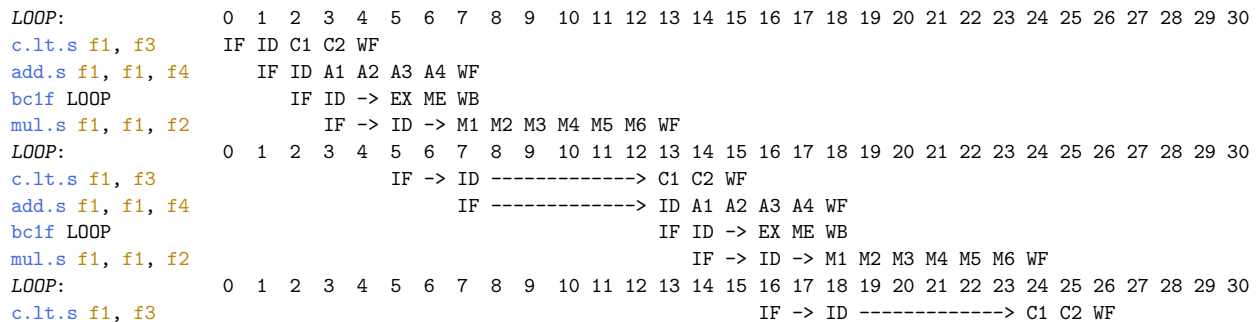 LOOP: 0 1 2 3 4 5 6 7 8 9 10 11 12 13 14 15 16 17 18 19 20 21 22 23 24 25 26 27 28 29 30
c.lt.s f1, f3 IF ID C1 C2 WF
add.s f1, f1, f4 IF ID A1 A2 A3 A4 WF
bc1f LOOP IF ID -> EX ME WB
mul.s f1, f1, f2 IF -> ID -> M1 M2 M3 M4 M5 M6 WF
LOOP: 0 1 2 3 4 5 6 7 8 9 10 11 12 13 14 15 16 17 18 19 20 21 22 23 24 25 26 27 28 29 30
c.lt.s f1, f3 IF -> ID -------------> C1 C2 WF
add.s f1, f1, f4 IF -------------> ID A1 A2 A3 A4 WF
bc1f LOOP IF ID -> EX ME WB
mul.s f1, f1, f2 IF -> ID -> M1 M2 M3 M4 M5 M6 WF
LOOP: 0 1 2 3 4 5 6 7 8 9 10 11 12 13 14 15 16 17 18 19 20 21 22 23 24 25 26 27 28 29 30
c.lt.s f1, f3 IF -> ID -------------> C1 C2 WF